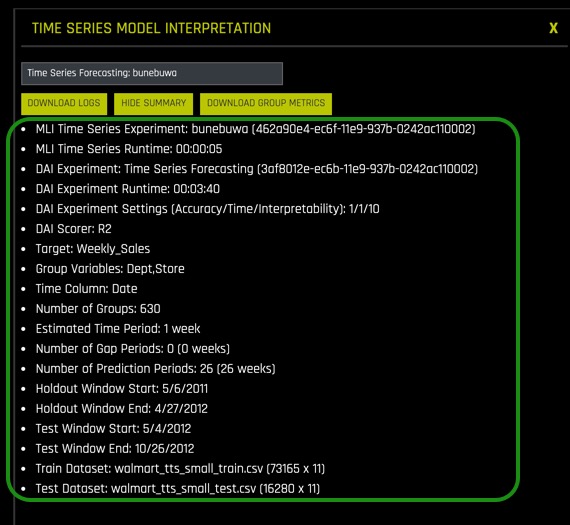 TIME SERIES MODEL INTERPRETATION X
Time Series Forecasting: bunebuwa
DOWNLOAD LOGS HIDE SUMMARY DOWNLOAD GROUP METRICS
• MLI Time Series Experiment: bunebuwa (462a90e4-ec6f-11e9-937b-0242ac110002)
• MLI Time Series Runtime: 00:00:05
• DAI Experiment: Time Series Forecasting (3af8012e-ec6b-11e9-937b-0242ac110002)
• DAI Experiment Runtime: 00:03:40
• DAI Experiment Settings (Accuracy/Time/Interpretability): 1/1/10
• DAI Scorer: R2
• Target: Weekly_Sales
• Group Variables: Dept,Store
• Time Column: Date
• Number of Groups: 630
• Estimated Time Period: 1 week
• Number of Gap Periods: 0 (0 weeks)
• Number of Prediction Periods: 26 (26 weeks)
• Holdout Window Start: 5/6/2011
• Holdout Window End: 4/27/2012
• Test Window Start: 5/4/2012
• Test Window End: 10/26/2012
• Train Dataset: walmart_tts_small_train.csv (73165 x 11)
• Test Dataset: walmart_tts_small_test.csv (16280 x 11)